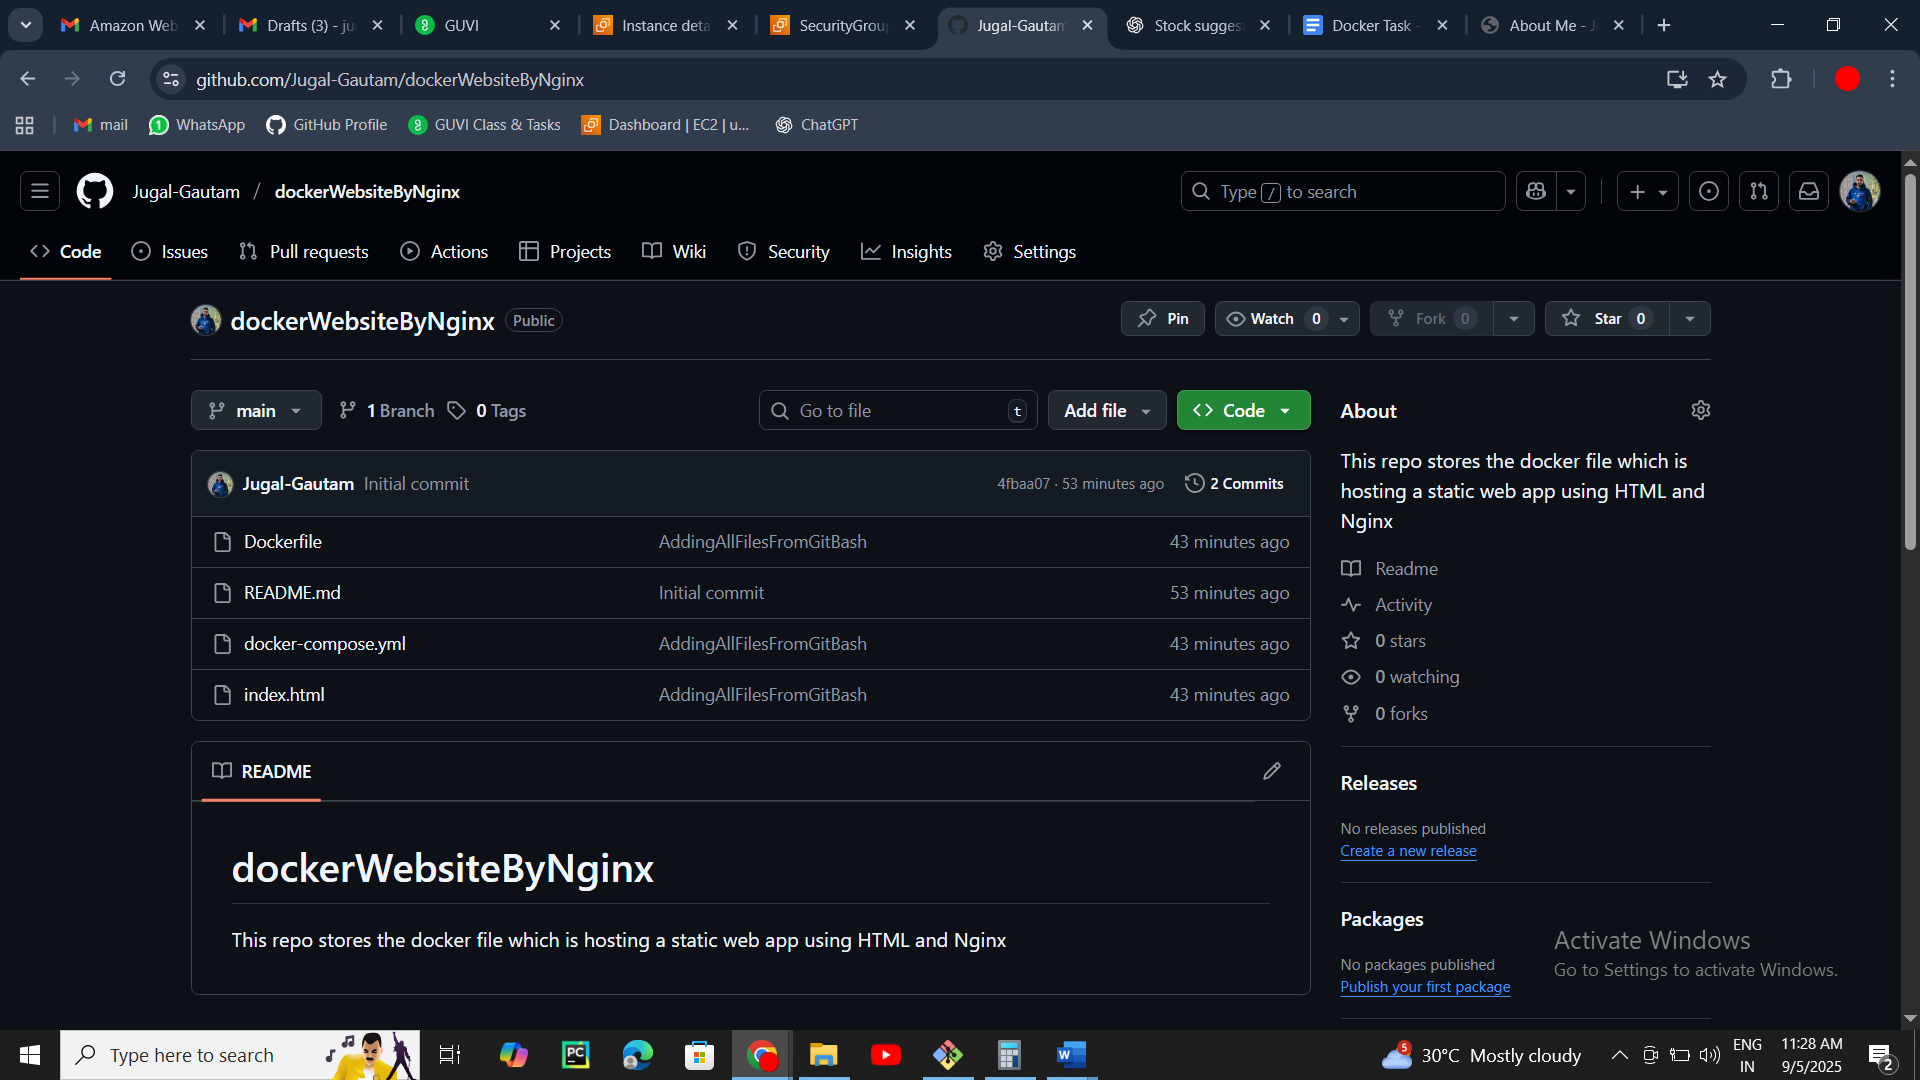 Amazon Web
Drafts (3) - ju
GUVI
Instance deta
SecurityGrou
Jugal-Gautam
Stock sugges
Docker Task -
About Me - J
github.com/Jugal-Gautam/dockerWebsiteByNginx
mail
WhatsApp
GitHub Profile
GUVI Class & Tasks
Dashboard | EC2 | u...
ChatGPT
Jugal-Gautam / dockerWebsiteByNginx
Type / to search
Code
Issues
Pull requests
Actions
Projects
Wiki
Security
Insights
Settings
dockerWebsiteByNginx Public
Pin
Watch 0
Fork 0
Star 0
main
1 Branch
0 Tags
Go to file t
Add file
Code
Jugal-Gautam Initial commit 4fbaa07 · 53 minutes ago 2 Commits
Dockerfile AddingAllFilesFromGitBash 43 minutes ago
README.md Initial commit 53 minutes ago
docker-compose.yml AddingAllFilesFromGitBash 43 minutes ago
index.html AddingAllFilesFromGitBash 43 minutes ago
README
dockerWebsiteByNginx
This repo stores the docker file which is hosting a static web app using HTML and Nginx
About
This repo stores the docker file which is
hosting a static web app using HTML and
Nginx
Readme
Activity
0 stars
0 watching
0 forks
Releases
No releases published
Create a new release
Packages
No packages published
Publish your first package
Activate Windows
Go to Settings to activate Windows.
Type here to search
PC
W
5
30°C Mostly cloudy
ENG
IN
11:28 AM
9/5/2025
2